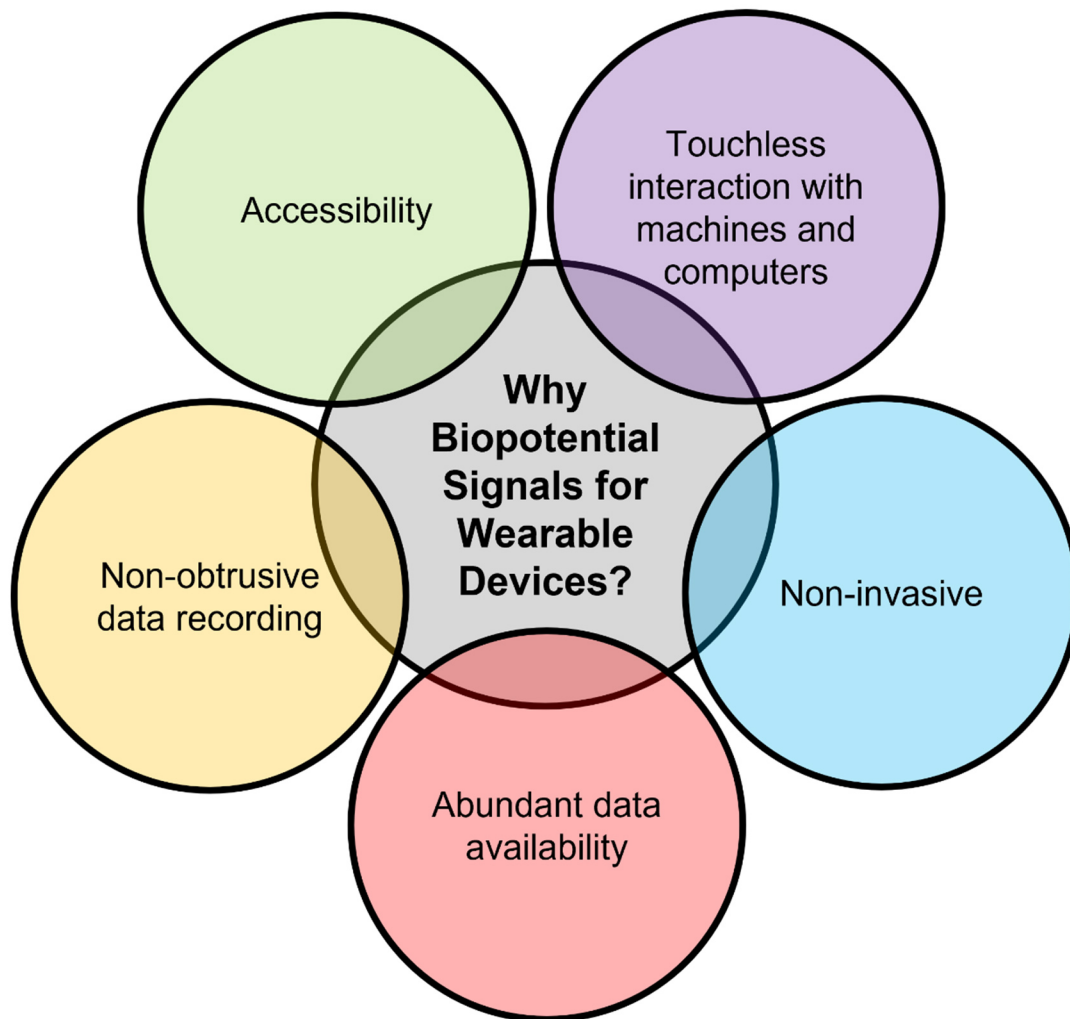 Accessibility
Touchless
interaction with
machines and
computers
Why
Biopotential
Signals for
Wearable
Devices?
Non-obtrusive
data recording
Non-invasive
Abundant data
availability